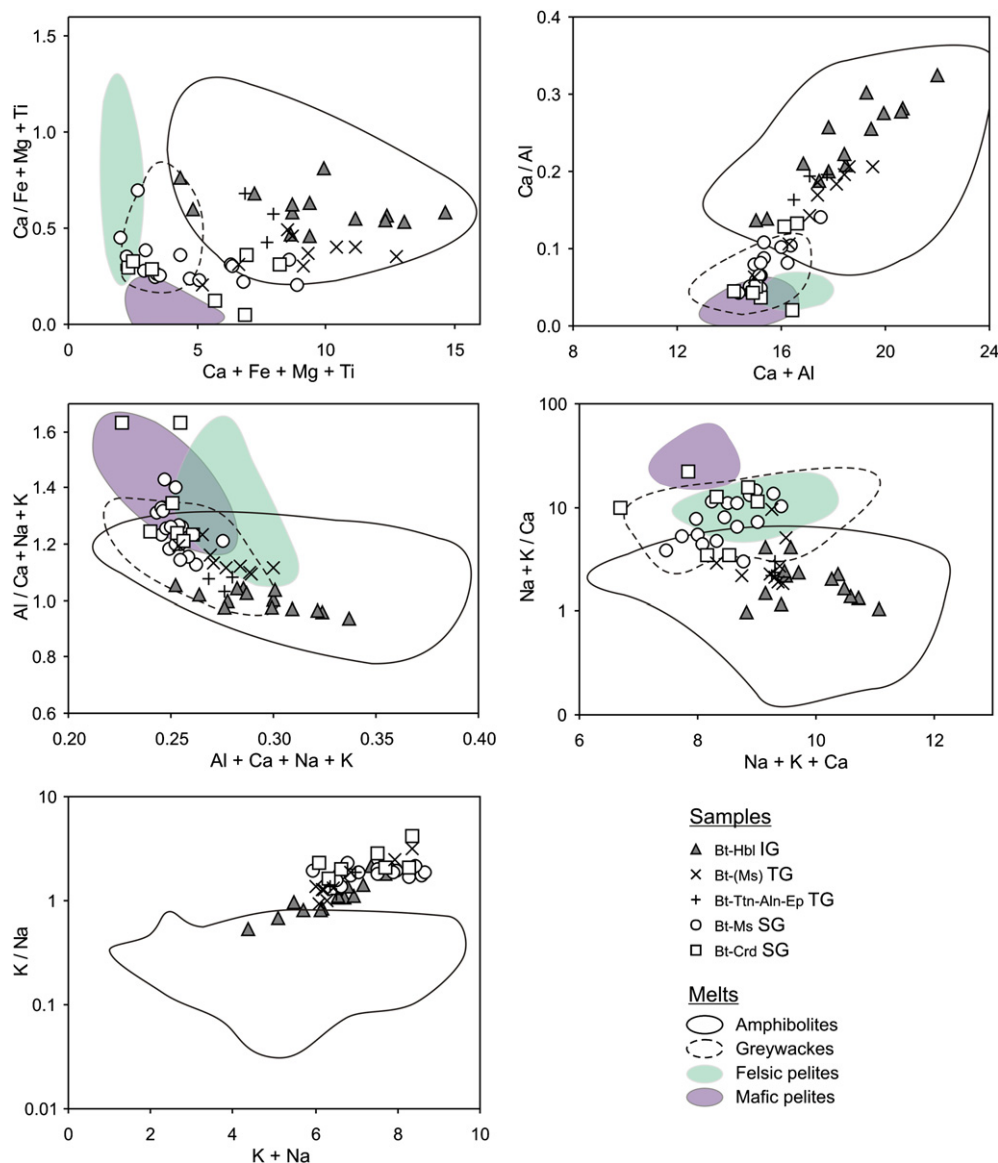 1.5
1.0
0.5
0.0
Ca / Fe + Mg + Ti
0 5 10 15
Ca + Fe + Mg + Ti
0.4
0.3
0.2
0.1
0.0
Ca / Al
8 12 16 20 24
Ca + Al
1.6
1.4
1.2
1.0
0.8
0.6
Al / Ca + Na + K
0.20 0.25 0.30 0.35 0.40
Al + Ca + Na + K
100
10
1
0
Na + K / Ca
6 8 10 12
Na + K + Ca
10
1
0.1
0.01
K / Na
0 2 4 6 8 10
K + Na
Samples
Bt-Hbl IG
Bt-(Ms) TG
Bt-Ttn-Aln-Ep TG
Bt-Ms SG
Bt-Crd SG
Melts
Amphibolites
Greywackes
Felsic pelites
Mafic pelites